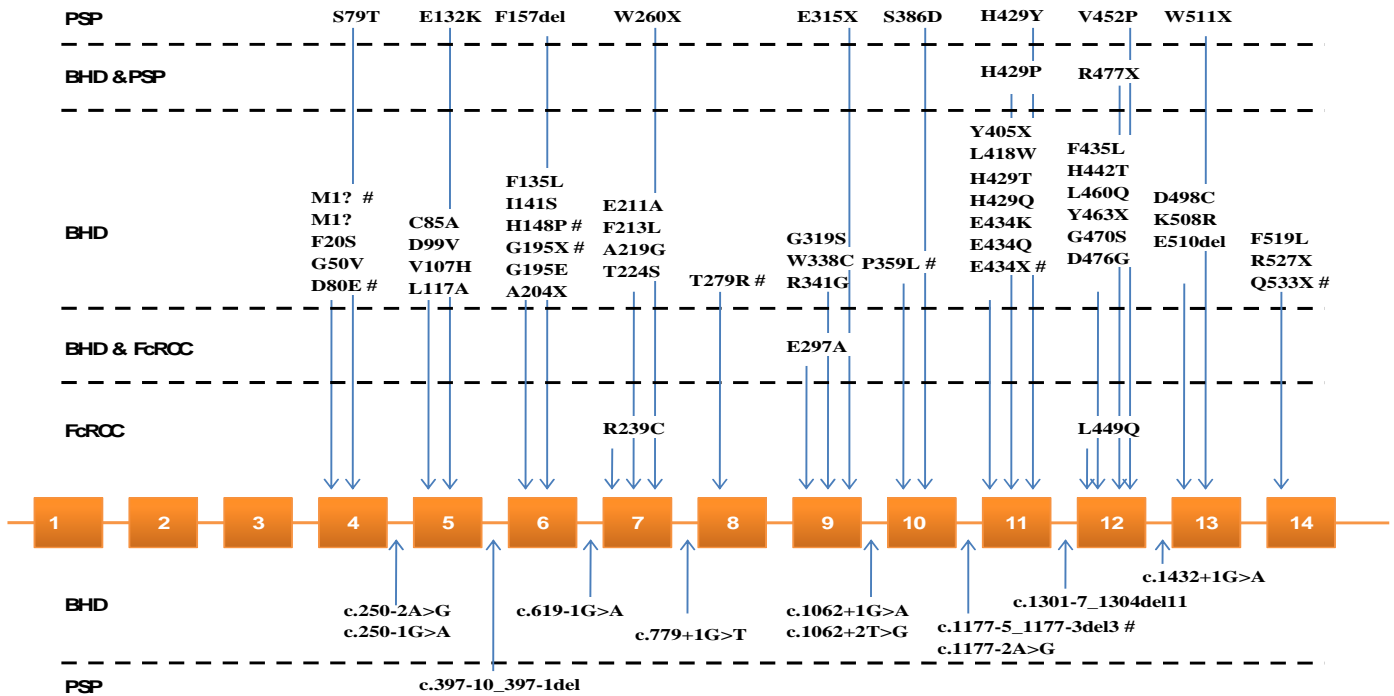 PSP
S79T
E132K
F157del
W260X
E315X
S386D
H429Y
V452P
W511X
BHD & PSP
H429P
R477X
BHD
M1? #
M1?
F20S
G50V
D80E #
C85A
D99V
V107H
L117A
F135L
I141S
H148P #
G195X #
G195E
A204X
E211A
F213L
A219G
T224S
T279R #
G319S
W338C
R341G
P359L #
Y405X
L418W
H429T
H429Q
E434K
E434Q
E434X #
F435L
H442T
L460Q
Y463X
G470S
D476G
D498C
K508R
E510del
F519L
R527X
Q533X #
BHD & FcROC
E297A
FcROC
R239C
L449Q
1 2 3 4 5 6 7 8 9 10 11 12 13 14
BHD
c.250-2A>G
c.250-1G>A
c.619-1G>A
c.779+1G>T
c.1062+1G>A
c.1062+2T>G
c.1177-5_1177-3del3 #
c.1177-2A>G
c.1301-7_1304del11
c.1432+1G>A
PSP
c.397-10_397-1del